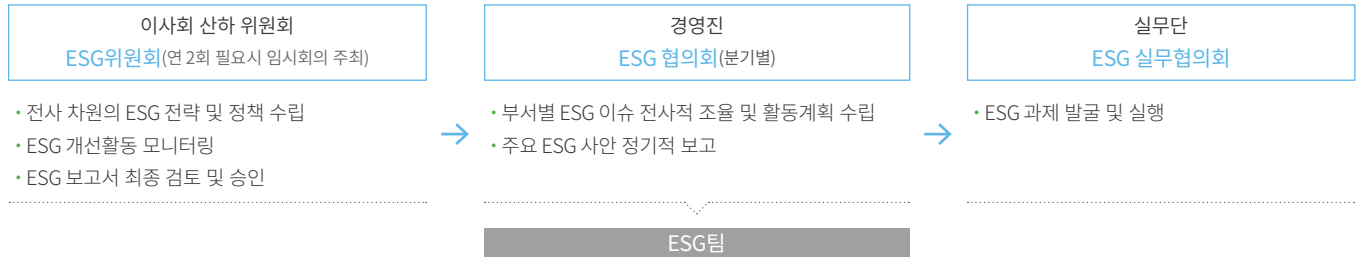 이사회 산하 위원회
ESG위원회(연 2회 필요시 임시회의 주최)
· 전사 차원의 ESG 전략 및 정책 수립
· ESG 개선활동 모니터링
· ESG 보고서 최종 검토 및 승인
경영진
ESG 협의회(분기별)
· 부서별 ESG 이슈 전사적 조율 및 활동계획 수립
· 주요 ESG 사안 정기적 보고
ESG팀
실무단
ESG 실무협의회
· ESG 과제 발굴 및 실행